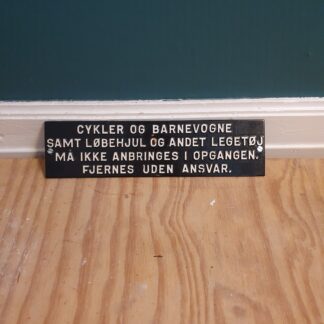 CYKLER OG BARNEVOGNE
SAMT LØBEHJUL OG ANDET LEGETØJ
MÅ IKKE ANBRINGES I OPGANGEN.
FJERNES UDEN ANSVAR.